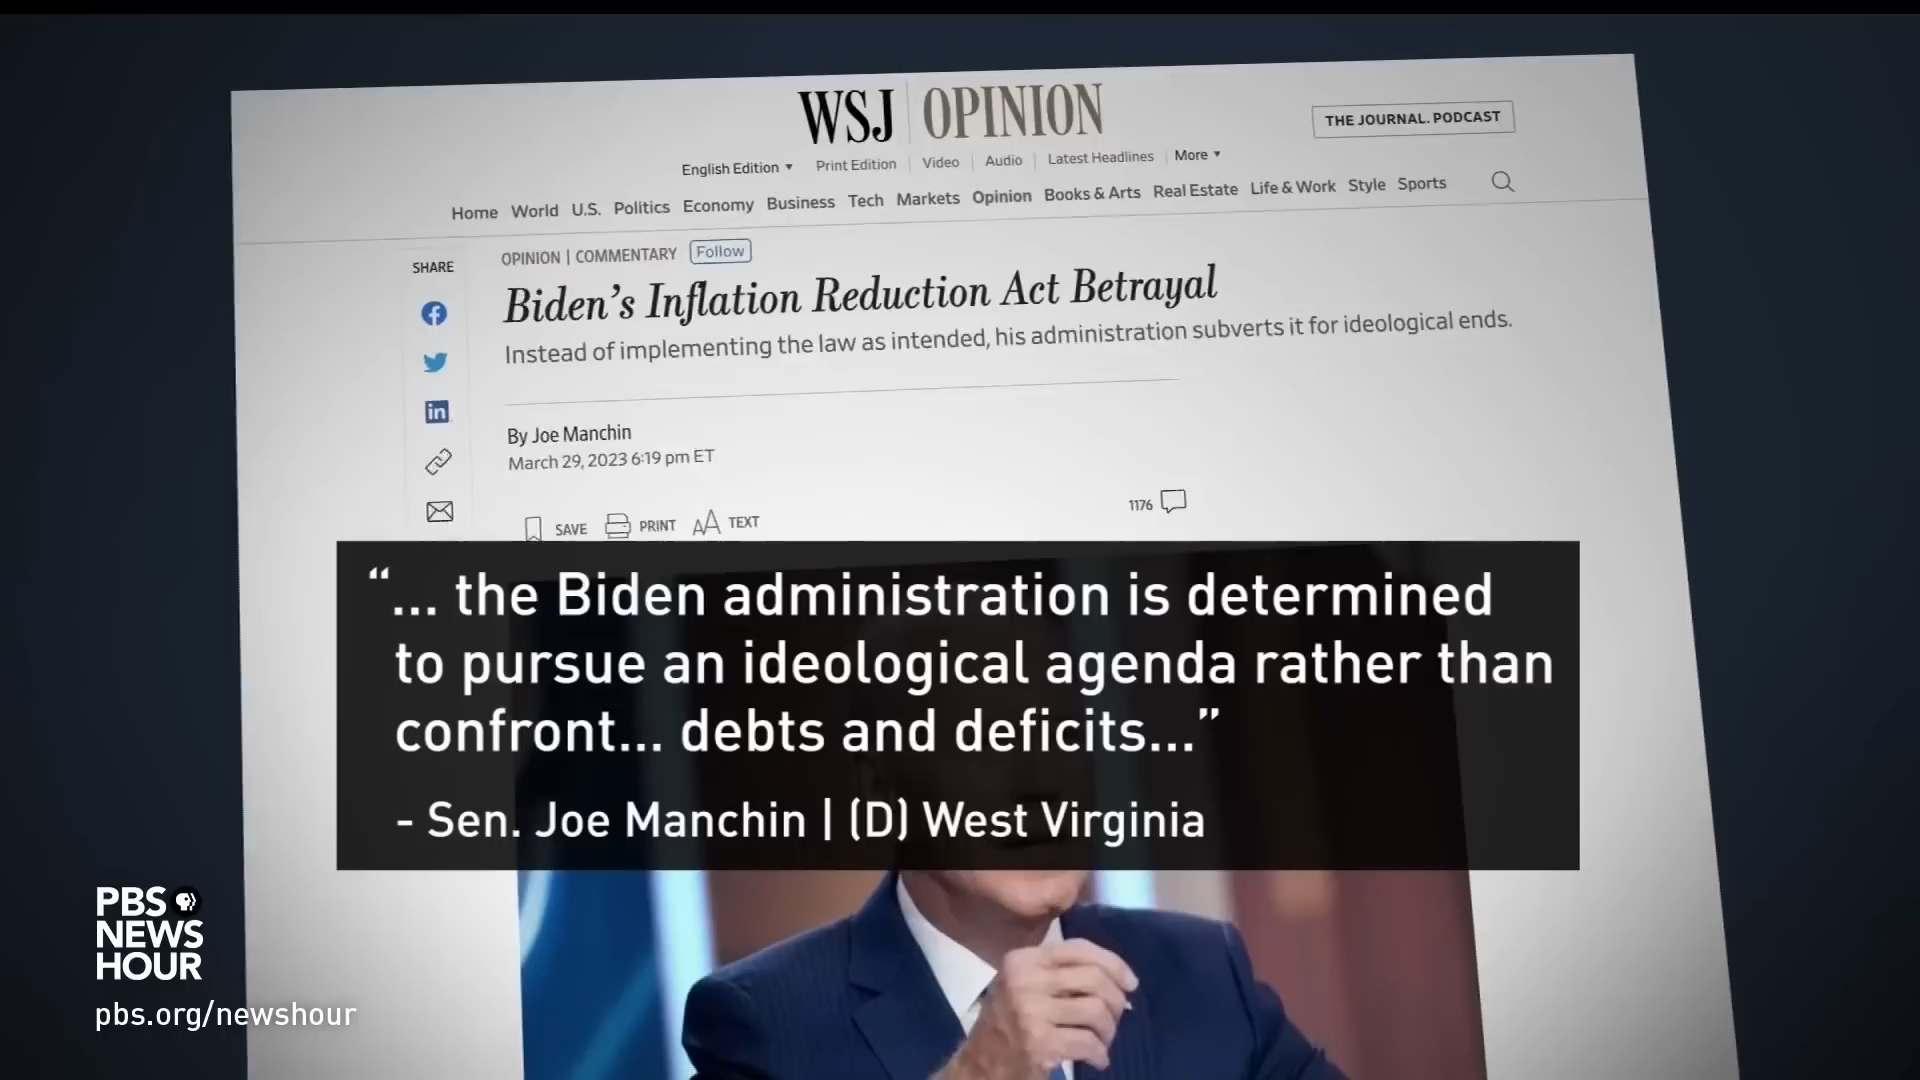 WSJ | OPINION
THE JOURNAL. PODCAST
English Edition ▼ Print Edition | Video | Audio | Latest Headlines | More ▼
Home World U.S. Politics Economy Business Tech Markets Opinion Books & Arts Real Estate Life & Work Style Sports
SHARE
OPINION | COMMENTARY Follow
Biden's Inflation Reduction Act Betrayal
Instead of implementing the law as intended, his administration subverts it for ideological ends.
By Joe Manchin
March 29, 2023 6:19 pm ET
SAVE PRINT AA TEXT
1176
“... the Biden administration is determined
to pursue an ideological agenda rather than
confront... debts and deficits...”
- Sen. Joe Manchin | (D) West Virginia
PBS
NEWS
HOUR
pbs.org/newshour